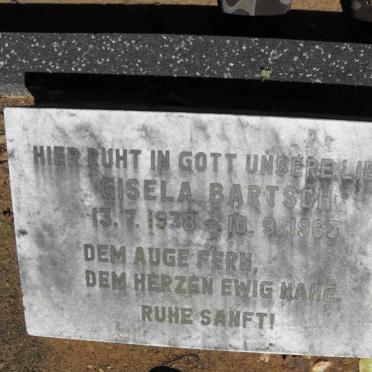 HIER RUHT IN GOTT UNSERE LIE
GISELA BARTSCH
13.7.1938 - 10.9.1963
DEM AUGE FERN,
DEM HERZEN EWIG NAHE.
RUHE SANFT!